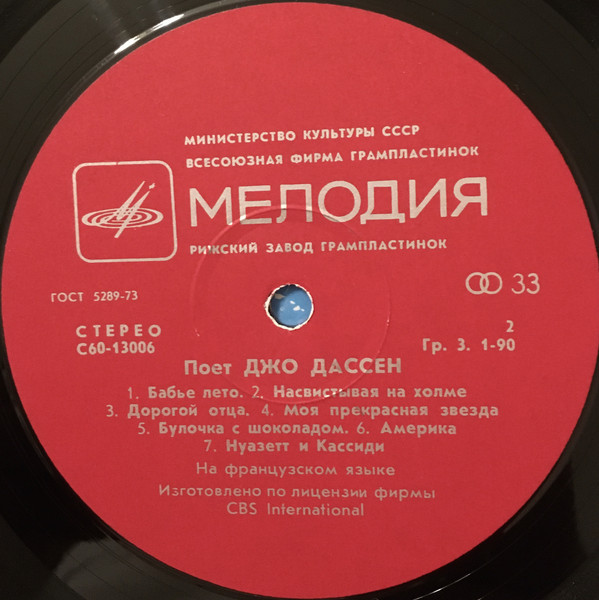 МИНИСТЕРСТВО КУЛЬТУРЫ СССР
ВСЕСОЮЗНАЯ ФИРМА ГРАМПЛАСТИНОК
МЕЛОДИЯ
РИЖСКИЙ ЗАВОД ГРАМПЛАСТИНОК
ГОСТ 5289-73
33
СТЕРЕО
2
С60-13006
Гр. 3. 1-90
Поет ДЖО ДАССЕН
1. Бабье лето. 2. Насвистывая на холме
3. Дорогой отца. 4. Моя прекрасная звезда
5. Булочка с шоколадом. 6. Америка
7. Нуазетт и Кассиди
На французском языке
Изготовлено по лицензии фирмы
CBS International